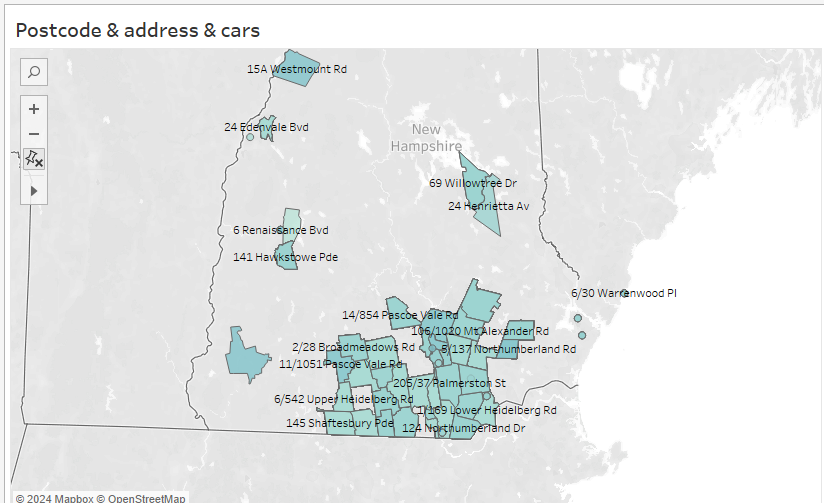 Postcode & address & cars
15A Westmount Rd
24 Edenvale Bvd
New
Hampshire
69 Willowtree Dr
24 Henrietta Av
6 Renaissance Bvd
141 Hawkstowe Pde
6/30 Warrenwood Pl
14/854 Pascoe Vale Rd
106/1020 Mt Alexander Rd
2/28 Broadmeadows Rd
5/137 Northumberland Rd
11/1051 Pascoe Vale Rd
205/37 Palmerston St
6/542 Upper Heidelberg Rd
1/169 Lower Heidelberg Rd
145 Shaftesbury Pde
124 Northumberland Dr
© 2024 Mapbox © OpenStreetMap